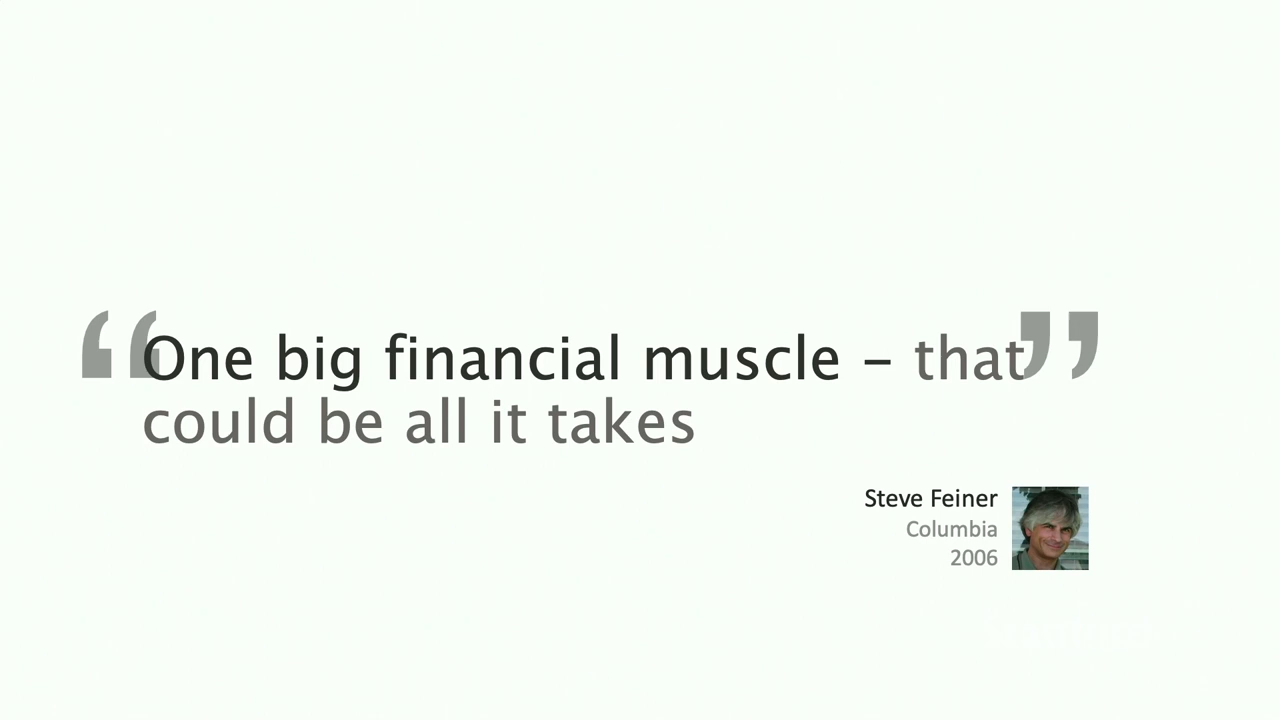 “One big financial muscle – that”
could be all it takes
Steve Feiner
Columbia
2006